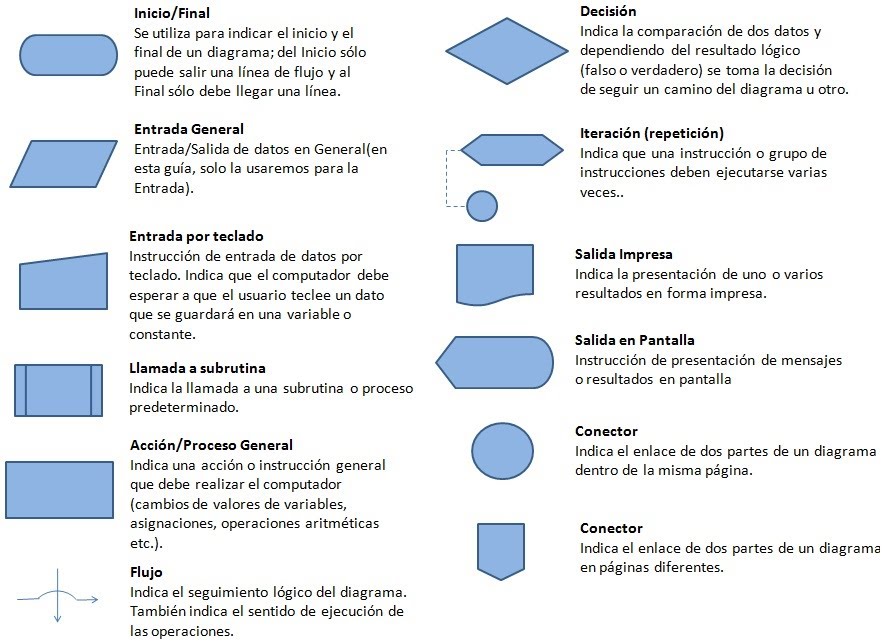 Inicio/Final
Se utiliza para indicar el inicio y el
final de un diagrama; del Inicio sólo
puede salir una línea de flujo y al
Final sólo debe llegar una línea.
Entrada General
Entrada/Salida de datos en General(en
esta guía, solo la usaremos para la
Entrada).
Entrada por teclado
Instrucción de entrada de datos por
teclado. Indica que el computador debe
esperar a que el usuario teclee un dato
que se guardará en una variable o
constante.
Llamada a subrutina
Indica la llamada a una subrutina o proceso
predeterminado.
Acción/Proceso General
Indica una acción o instrucción general
que debe realizar el computador
(cambios de valores de variables,
asignaciones, operaciones aritméticas
etc.).
Flujo
Indica el seguimiento lógico del diagrama.
También indica el sentido de ejecución de
las operaciones.
Decisión
Indica la comparación de dos datos y
dependiendo del resultado lógico
(falso o verdadero) se toma la decisión
de seguir un camino del diagrama u otro.
Iteración (repetición)
Indica que una instrucción o grupo de
instrucciones deben ejecutarse varias
veces..
Salida Impresa
Indica la presentación de uno o varios
resultados en forma impresa.
Salida en Pantalla
Instrucción de presentación de mensajes
o resultados en pantalla
Conector
Indica el enlace de dos partes de un diagrama
dentro de la misma página.
Conector
Indica el enlace de dos partes de un diagrama
en páginas diferentes.